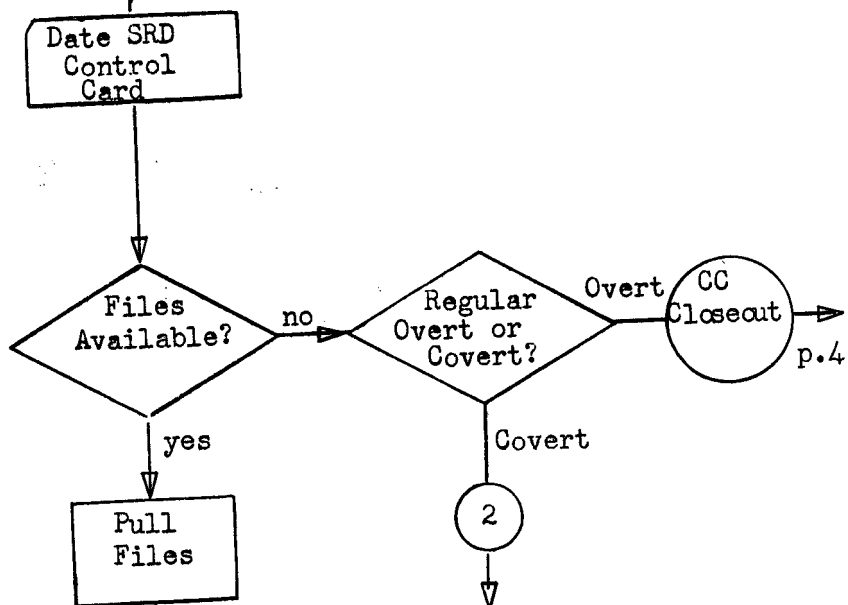 Date SRD
Control
Card
Files
Available?
no
Regular
Overt or
Covert?
Overt
CC
Closeout
p.4
yes
Covert
Pull
Files
2